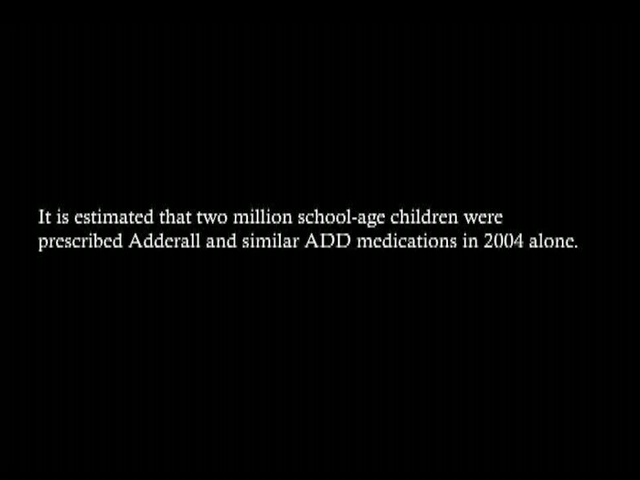 It is estimated that two million school-age children were
prescribed Adderall and similar ADD medications in 2004 alone.